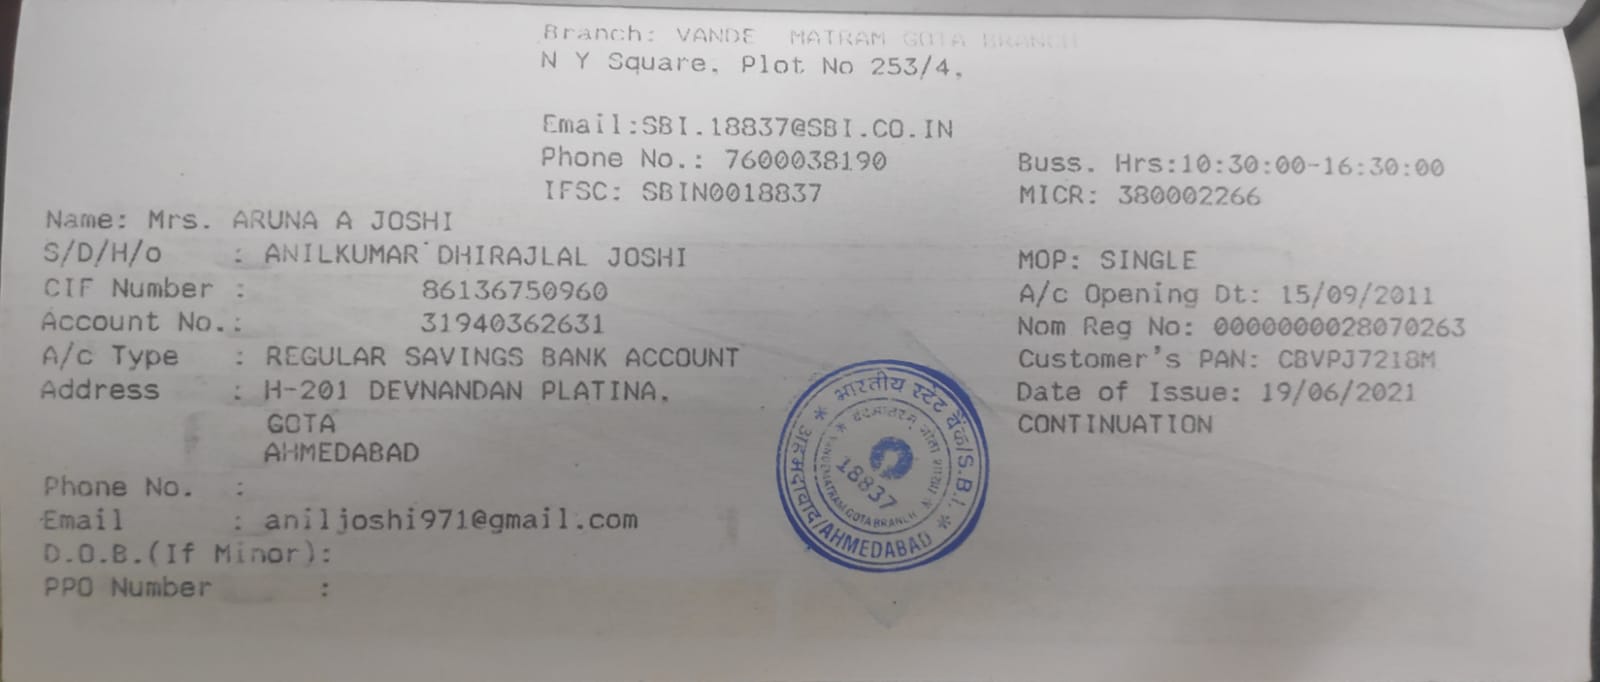 Branch: VANDE MATRAM GOTA BRANCH
N Y Square, Plot No 253/4,
Email:SBI.18837@SBI.CO.IN
Phone No.: 7600038190 Buss. Hrs:10:30:00-16:30:00
IFSC: SBIN0018837 MICR: 380002266
Name: Mrs. ARUNA A JOSHI
S/D/H/o : ANILKUMAR DHIRAJLAL JOSHI MOP: SINGLE
CIF Number : 86136750960 A/c Opening Dt: 15/09/2011
Account No.: 31940362631 Nom Reg No: 0000000028070263
A/c Type : REGULAR SAVINGS BANK ACCOUNT Customer's PAN: CBVPJ7218M
Address : H-201 DEVNANDAN PLATINA, Date of Issue: 19/06/2021
GOTA CONTINUATION
AHMEDABAD
Phone No. :
Email : aniljoshi971@gmail.com
D.O.B.(If Minor):
PPO Number :
भारतीय स्टेट बैंक/S.B.I.
अहमदाबाद/AHMEDABAD
वंदेमातरम् गोता शाखा
VANDEMATRAM GOTA BRANCH
18837